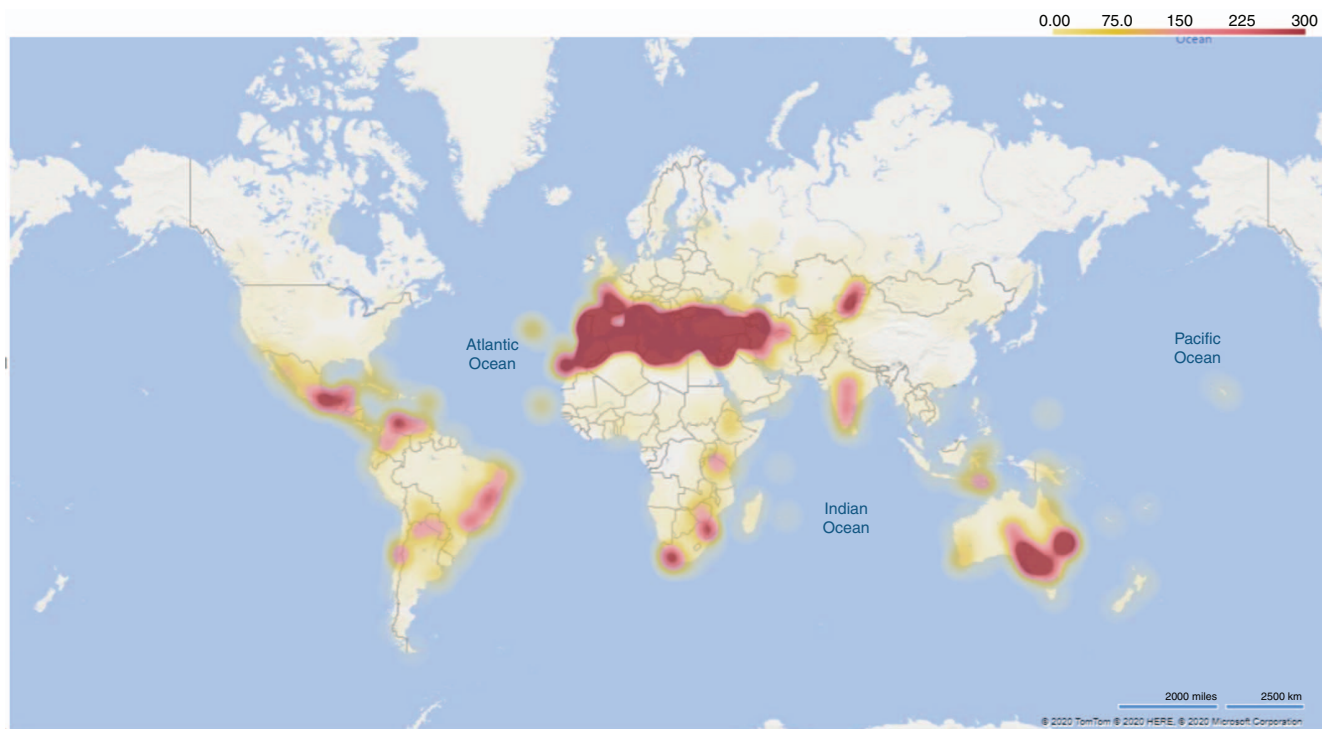 0.00 75.0 150 225 300
Ocean
Atlantic
Ocean
Pacific
Ocean
Indian
Ocean
2000 miles 2500 km
© 2020 TomTom © 2020 HERE, © 2020 Microsoft Corporation